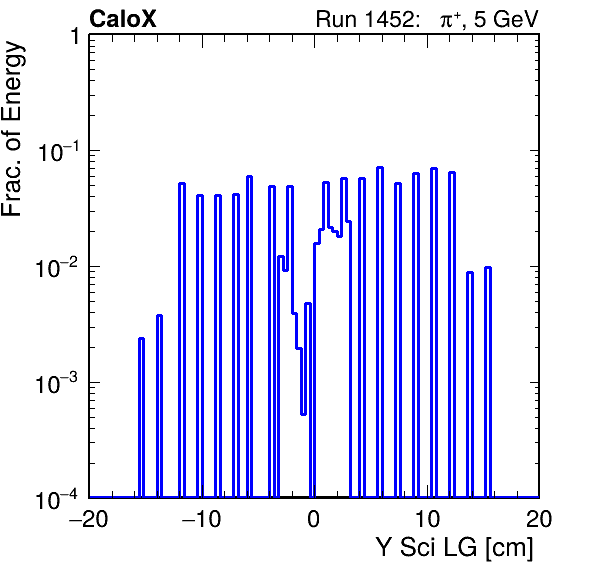 CaloX Run 1452: π⁺, 5 GeV
Frac. of Energy
1
10⁻¹
10⁻²
10⁻³
10⁻⁴
−20 −10 0 10 20
Y Sci LG [cm]